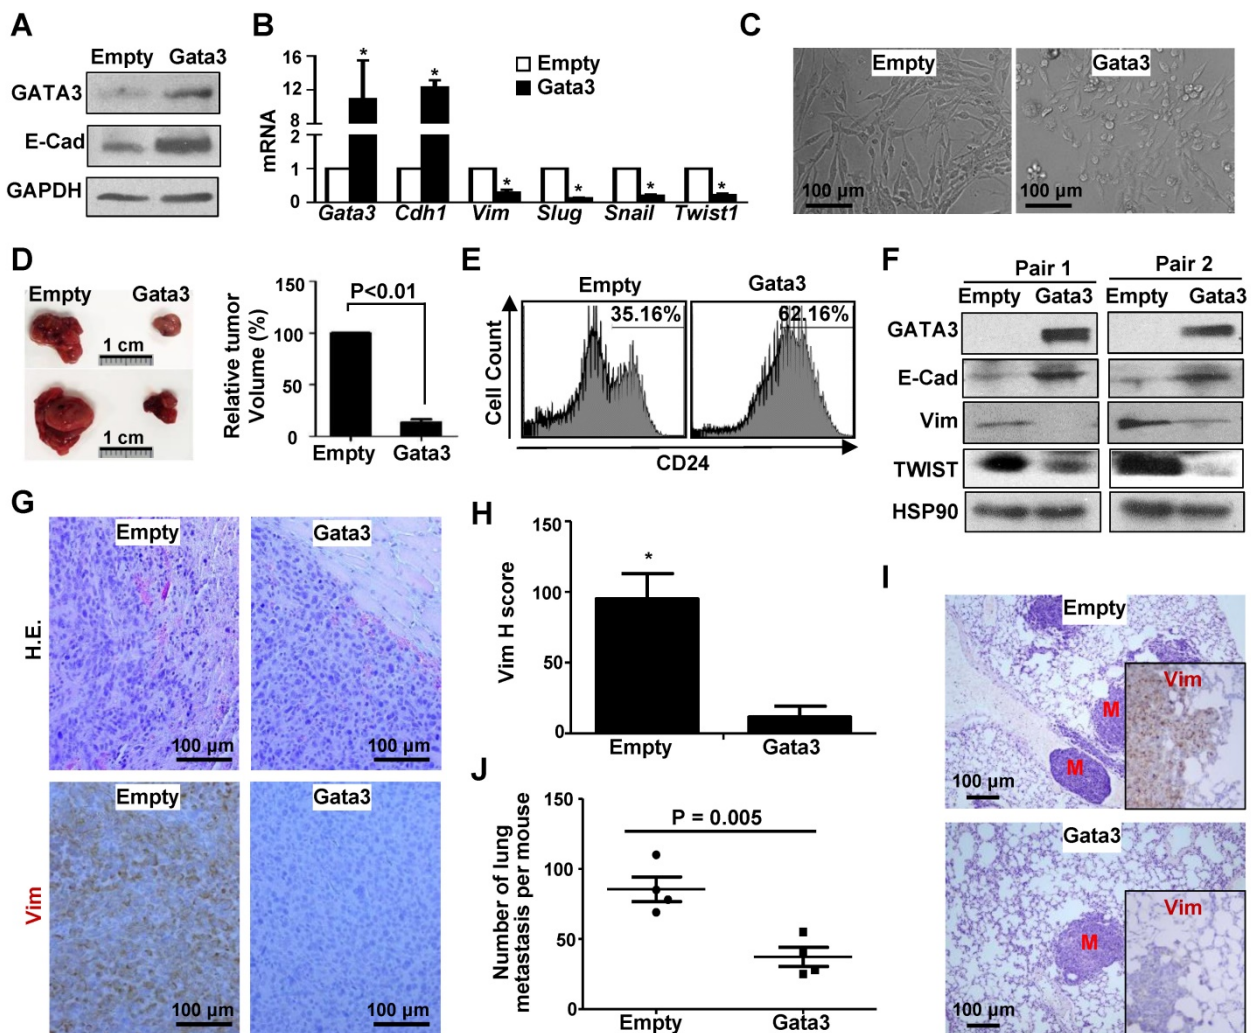 A
Empty Gata3
GATA3
E-Cad
GAPDH
B
mRNA
16
12
8
2
1
0
* * * * * *
Empty
Gata3
Gata3 Cdh1 Vim Slug Snail Twist1
C
Empty
100 µm
Gata3
100 µm
D
Empty Gata3
1 cm
1 cm
Relative tumor
Volume (%)
150
100
50
0
P<0.01
Empty Gata3
E
Empty Gata3
35.16% 62.16%
Cell Count
CD24
F
Pair 1 Pair 2
Empty Gata3 Empty Gata3
GATA3
E-Cad
Vim
TWIST
HSP90
G
H.E.
Empty
100 µm
Gata3
100 µm
Vim
Empty
100 µm
Gata3
100 µm
H
Vim H score
150
100
50
0
*
Empty Gata3
I
Empty
Vim
M
M
100 µm
Gata3
Vim
M
100 µm
J
Number of lung
metastasis per mouse
150
100
50
0
P = 0.005
Empty Gata3